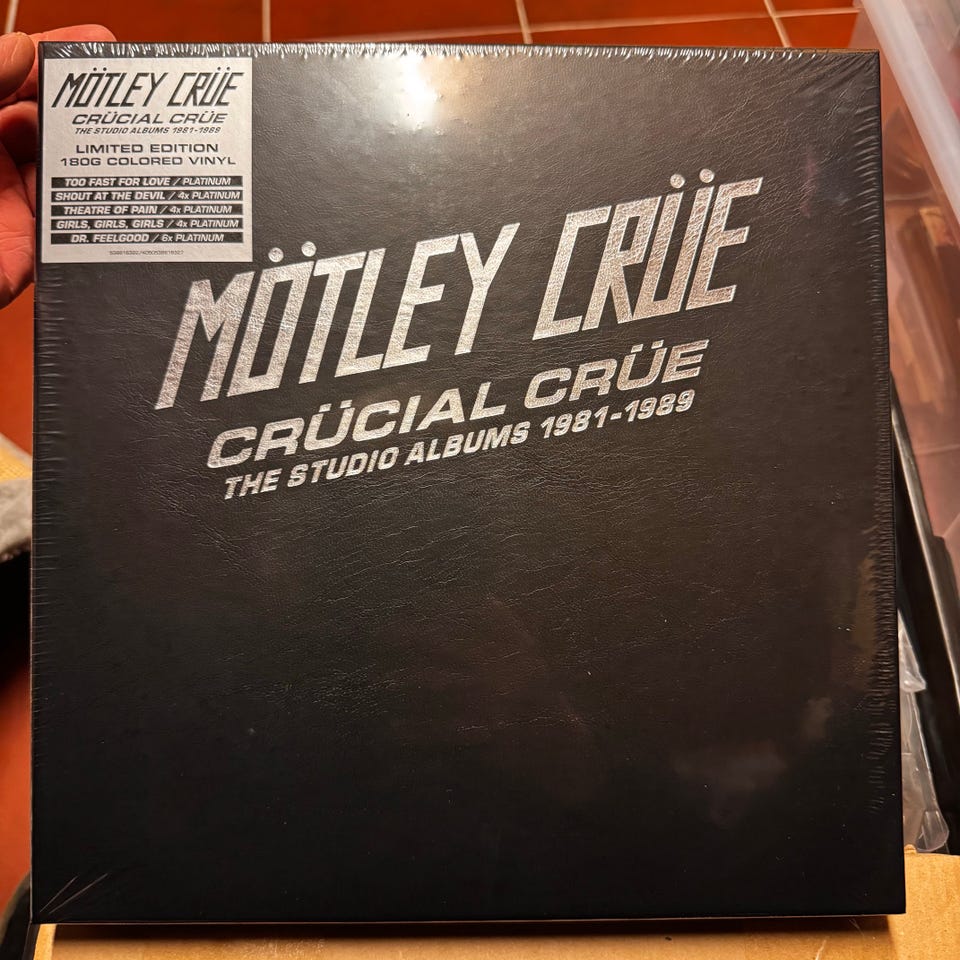 MÖTLEY CRÜE
CRÜCIAL CRÜE
THE STUDIO ALBUMS 1981-1989
LIMITED EDITION
180G COLORED VINYL
TOO FAST FOR LOVE / PLATINUM
SHOUT AT THE DEVIL / 4x PLATINUM
THEATRE OF PAIN / 4x PLATINUM
GIRLS, GIRLS, GIRLS / 4x PLATINUM
DR. FEELGOOD / 6x PLATINUM
MÖTLEY CRÜE
CRÜCIAL CRÜE
THE STUDIO ALBUMS 1981-1989